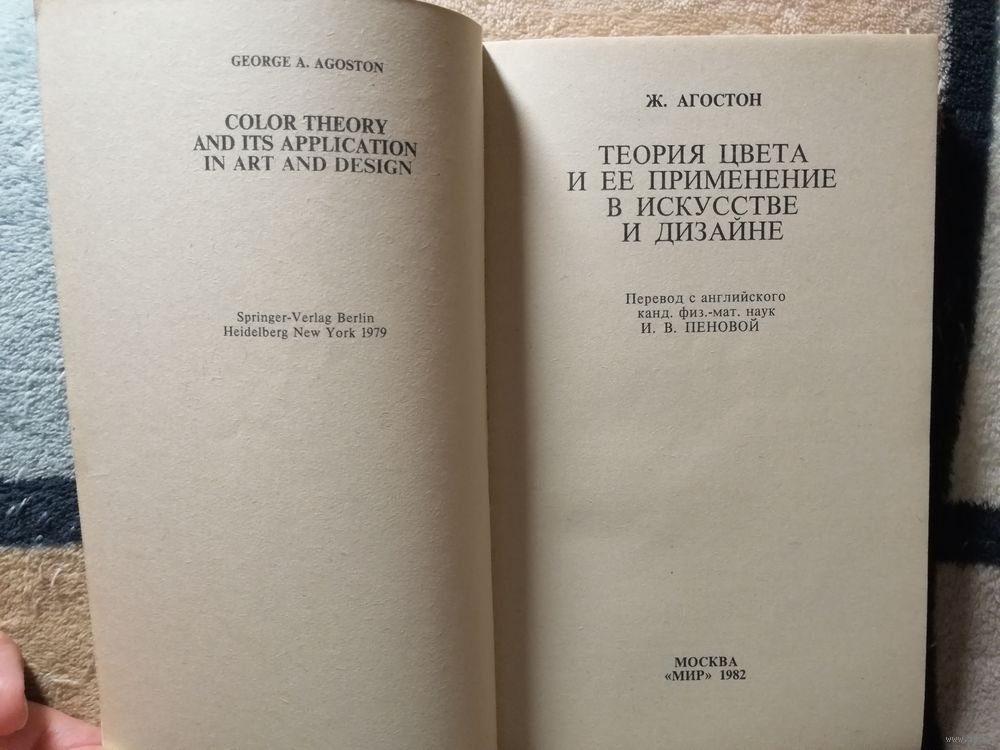 GEORGE A. AGOSTON
COLOR THEORY
AND ITS APPLICATION
IN ART AND DESIGN
Springer-Verlag Berlin
Heidelberg New York 1979
Ж. АГОСТОН
ТЕОРИЯ ЦВЕТА
И ЕЕ ПРИМЕНЕНИЕ
В ИСКУССТВЕ
И ДИЗАЙНЕ
Перевод с английского
канд. физ.-мат. наук
И. В. ПЕНОВОЙ
МОСКВА
«МИР» 1982